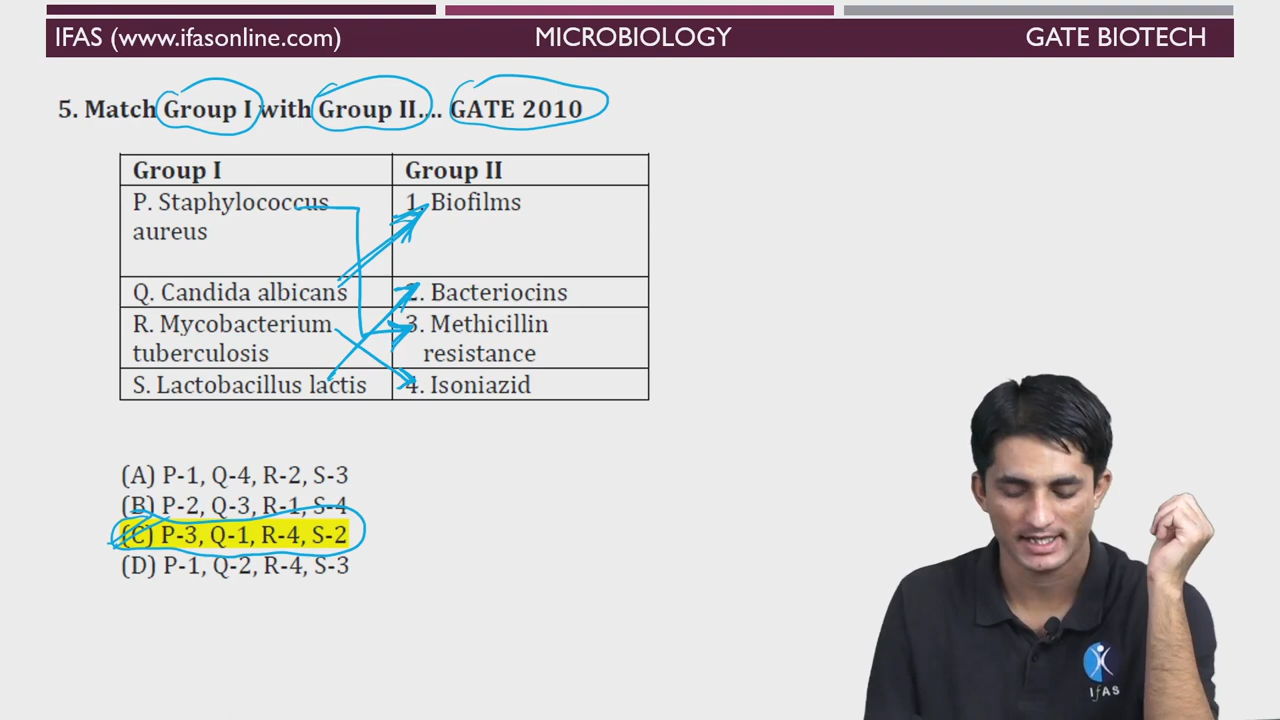 IFAS (www.ifasonline.com) MICROBIOLOGY GATE BIOTECH
5. Match Group I with Group II.... GATE 2010
Group I Group II
P. Staphylococcus 1. Biofilms
aureus
Q. Candida albicans 2. Bacteriocins
R. Mycobacterium 3. Methicillin
tuberculosis resistance
S. Lactobacillus lactis 4. Isoniazid
(A) P-1, Q-4, R-2, S-3
(B) P-2, Q-3, R-1, S-4
(C) P-3, Q-1, R-4, S-2
(D) P-1, Q-2, R-4, S-3
IfAS